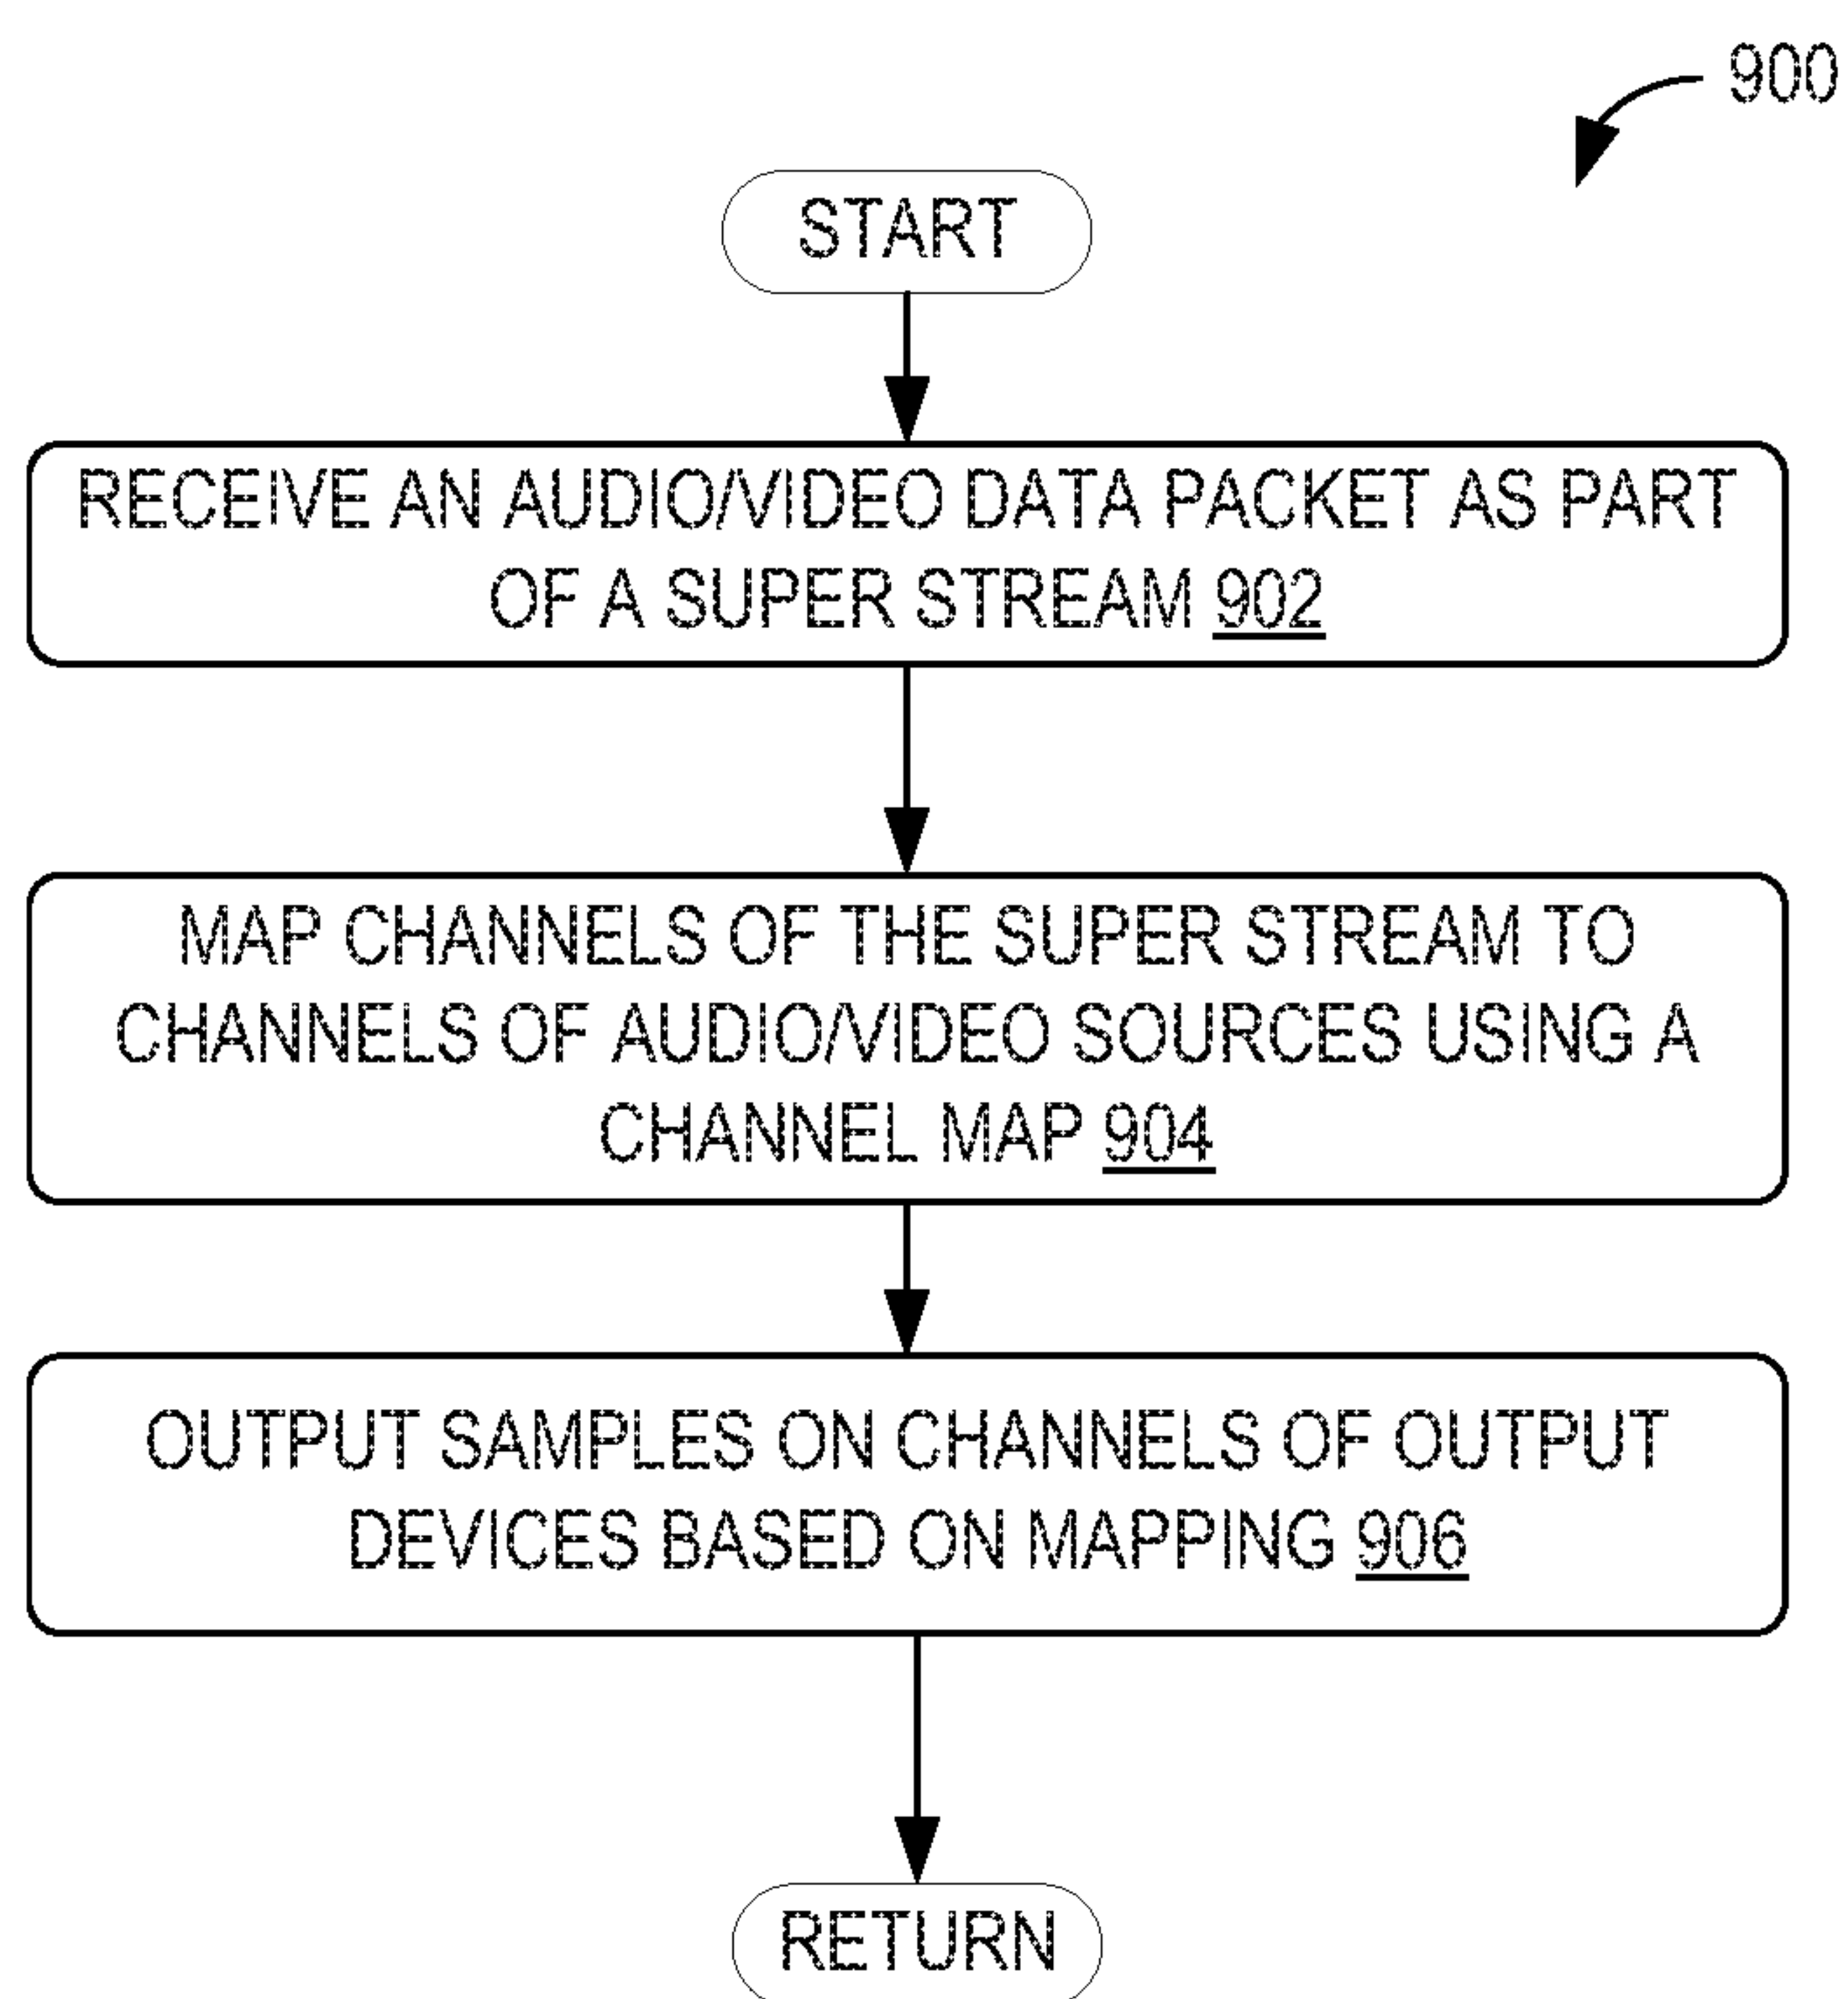 900
START
RECEIVE AN AUDIO/VIDEO DATA PACKET AS PART
OF A SUPER STREAM 902
MAP CHANNELS OF THE SUPER STREAM TO
CHANNELS OF AUDIO/VIDEO SOURCES USING A
CHANNEL MAP 904
OUTPUT SAMPLES ON CHANNELS OF OUTPUT
DEVICES BASED ON MAPPING 906
RETURN